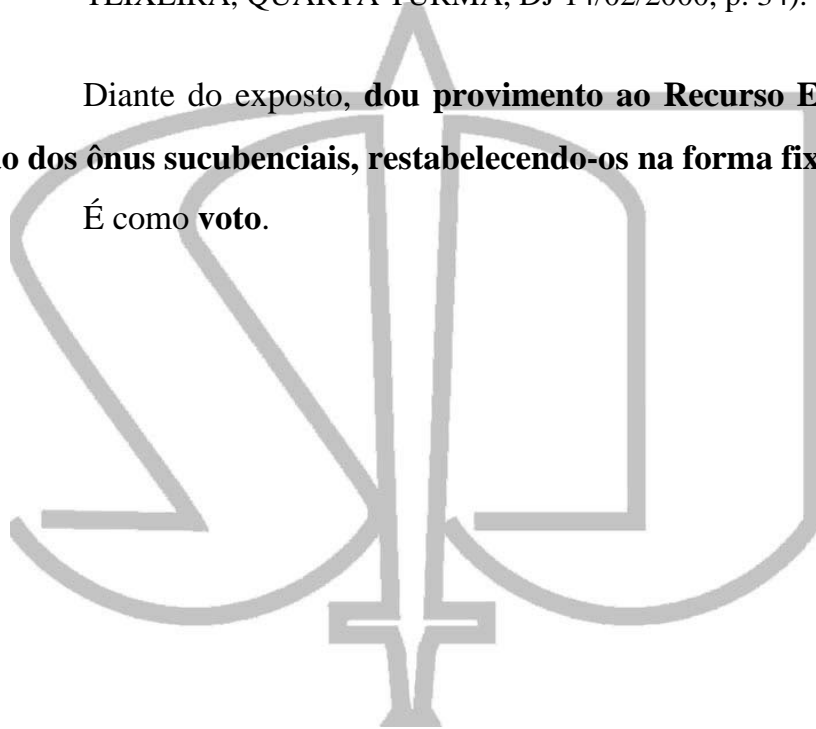 TEIXEIRA, QUARTA TURMA, DJ 14/02/2000, p. 34).
Diante do exposto, dou provimento ao Recurso E
o dos ônus sucubenciais, restabelecendo-os na forma fix
É como voto.